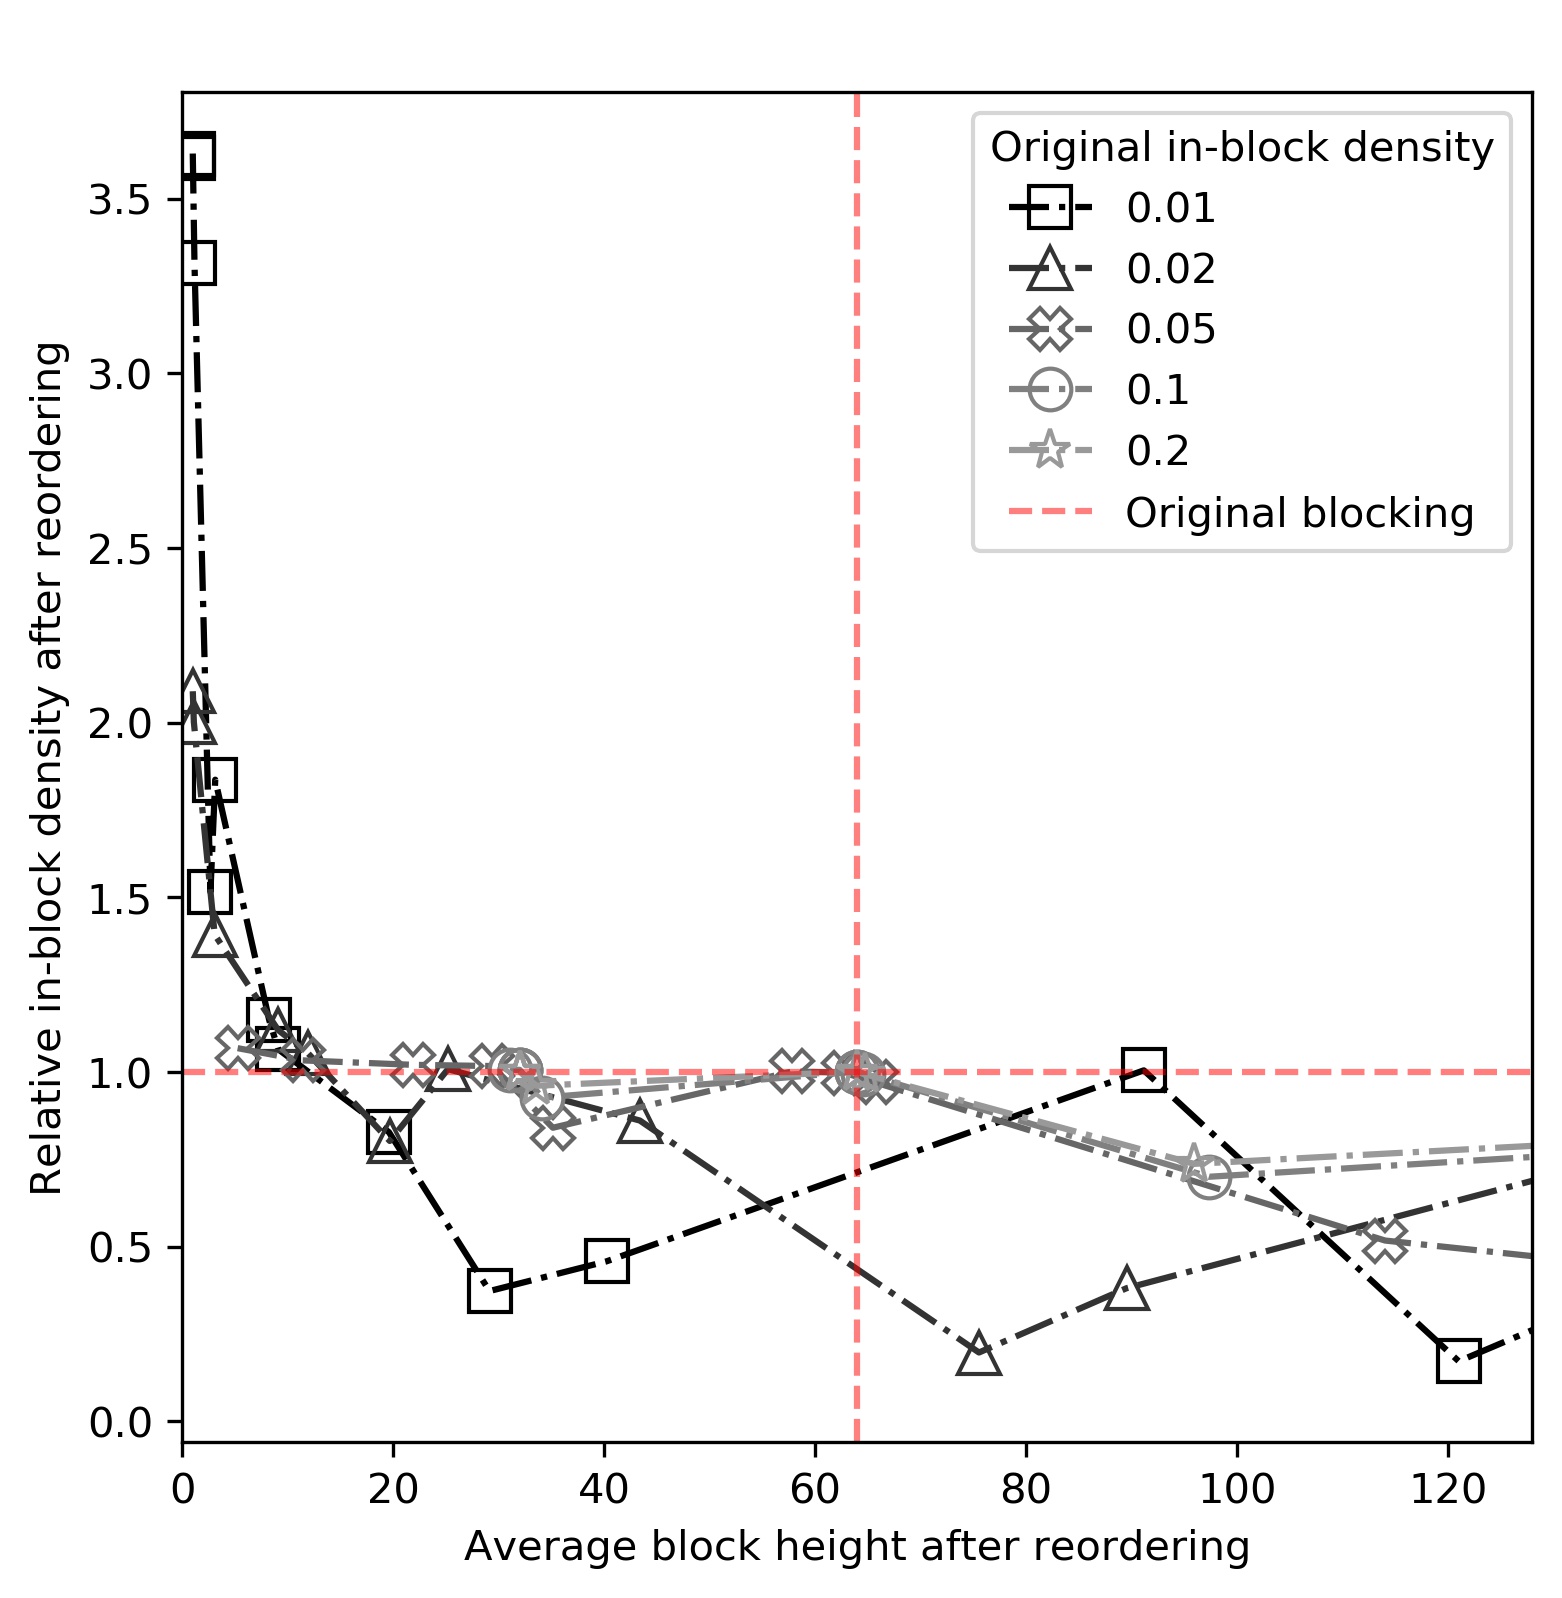 Original in-block density
0.01
0.02
0.05
0.1
0.2
Original blocking
Relative in-block density after reordering
3.5
3.0
2.5
2.0
1.5
1.0
0.5
0.0
0 20 40 60 80 100 120
Average block height after reordering